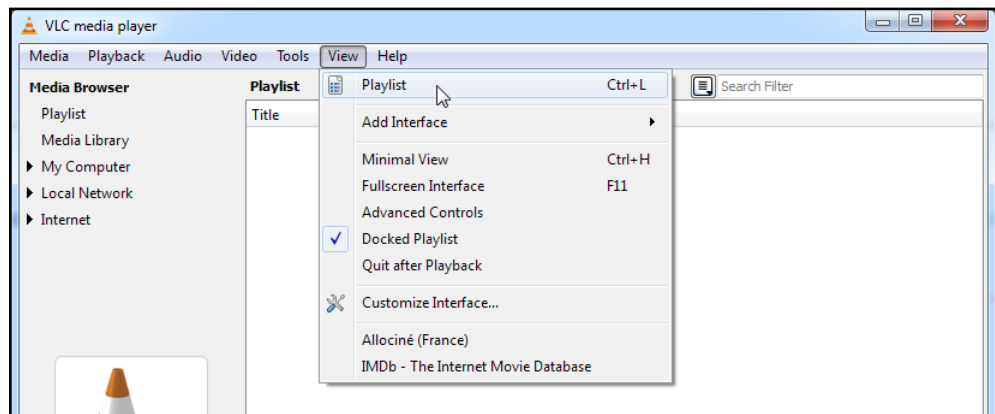 VLC media player
Media Playback Audio Video Tools View Help
Media Browser
Playlist
Media Library
My Computer
Local Network
Internet
Playlist
Search Filter
Title
Playlist Ctrl+L
Add Interface
Minimal View Ctrl+H
Fullscreen Interface F11
Advanced Controls
Docked Playlist
Quit after Playback
Customize Interface...
Allociné (France)
IMDb - The Internet Movie Database